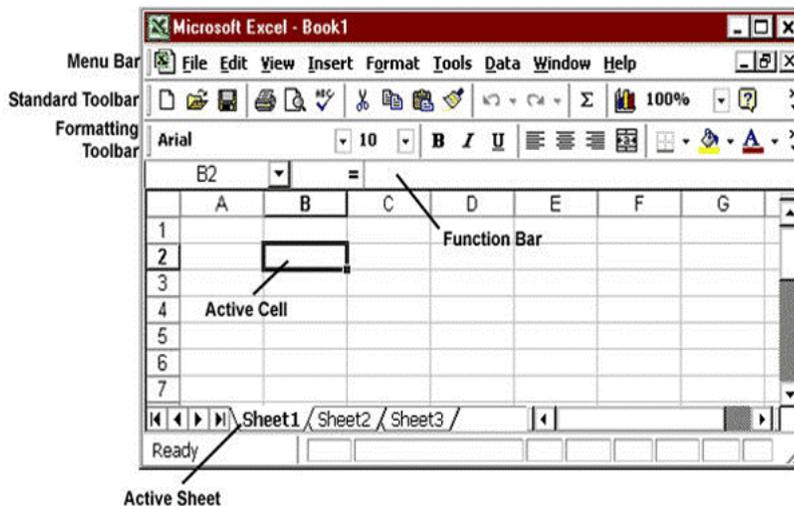 Microsoft Excel - Book1
Menu Bar File Edit View Insert Format Tools Data Window Help
Standard Toolbar ABC Σ 100% ?
Formatting
Toolbar Arial 10 B I U a A
B2 =
A B C D E F G
1
Function Bar
2
3
4 Active Cell
5
6
7
Sheet1 Sheet2 Sheet3
Ready
Active Sheet